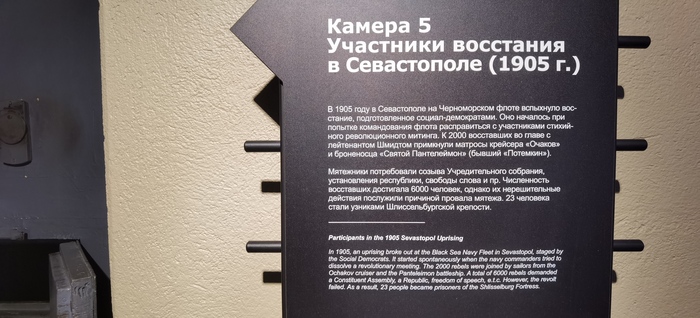 Камера 5
Участники восстания
в Севастополе (1905 г.)
В 1905 году в Севастополе на Черноморском флоте вспыхнуло вос-
стание, подготовленное социал-демократами. Оно началось при
попытке командования флота расправиться с участниками стихий-
ного революционного митинга. К 2000 восставших во главе с
лейтенантом Шмидтом примкнули матросы крейсера «Очаков»
и броненосца «Святой Пантелеймон» (бывший «Потемкин»).
Мятежники потребовали созыва Учредительного собрания,
установления республики, свободы слова и пр. Численность
восставших достигала 6000 человек, однако их нерешительные
действия послужили причиной провала мятежа. 23 человека
стали узниками Шлиссельбургской крепости.
Participants in the 1905 Sevastopol Uprising
In 1905, an uprising broke out at the Black Sea Navy Fleet in Sevastopol, staged by
the Social Democrats. It started spontaneously when the navy commanders tried to
dissolve a revolutionary meeting. The 2000 rebels were joined by sailors from the
Ochakov cruiser and the Panteleimon battleship. A total of 6000 rebels demanded
a Constituent Assembly, a Republic, freedom of speech, e.t.c. However, the revolt
failed. As a result, 23 people became prisoners of the Shlisselburg Fortress.